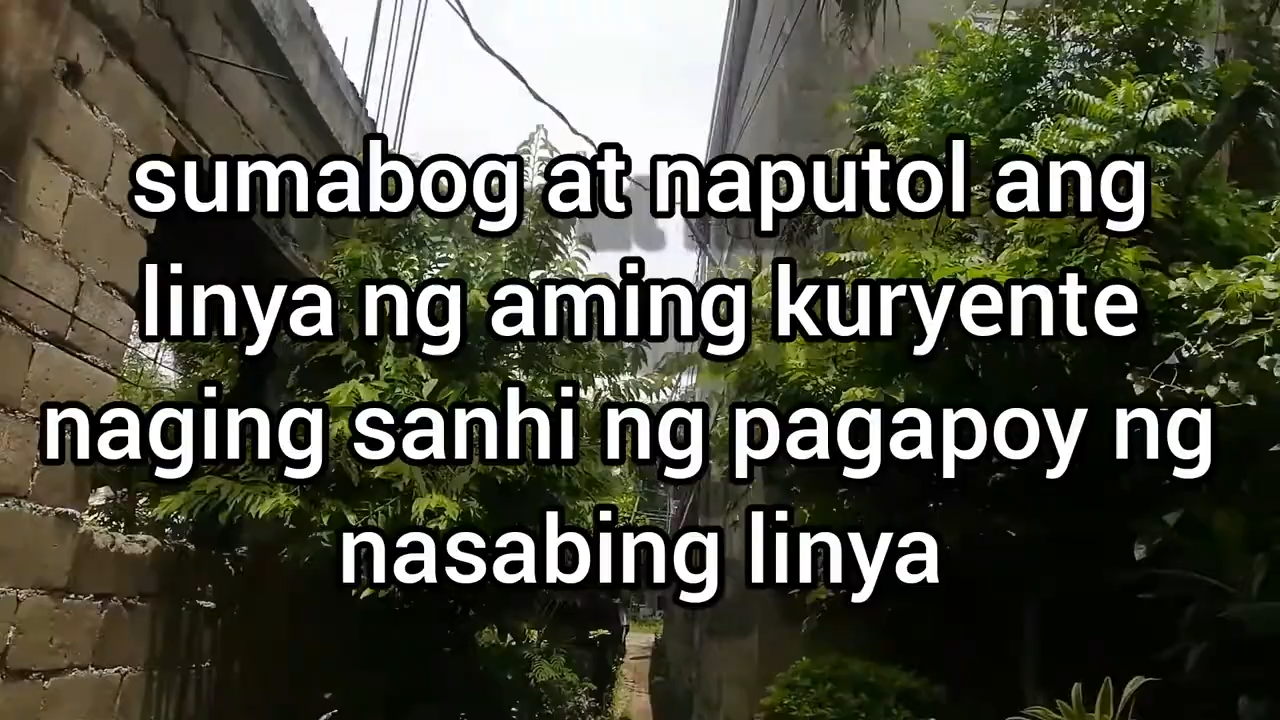 sumabog at naputol ang
linya ng aming kuryente
naging sanhi ng pagapoy ng
nasabing linya